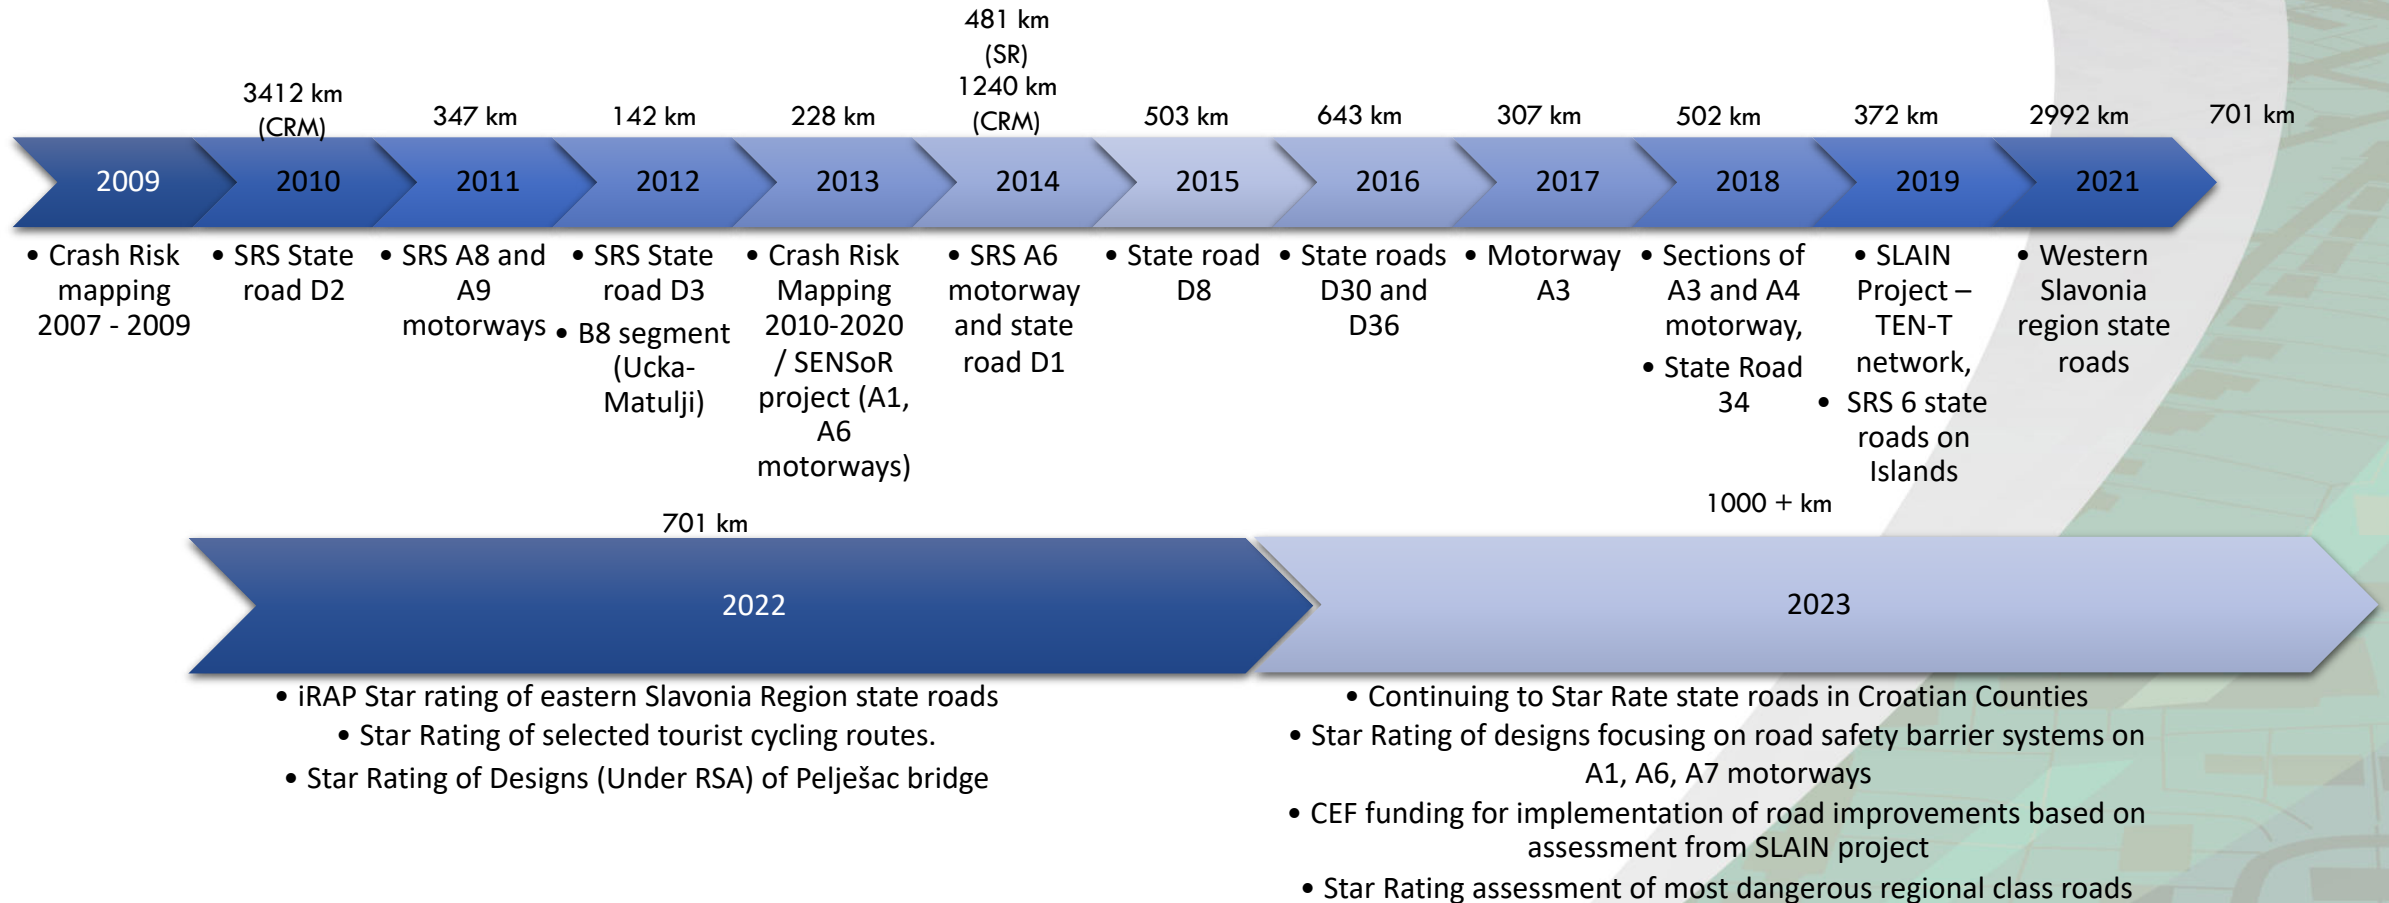 481 km
(SR)
1240 km
(CRM)
3412 km
(CRM)
347 km
142 km
228 km
503 km
643 km
307 km
502 km
372 km
2992 km
701 km
2009
2010
2011
2012
2013
2014
2015
2016
2017
2018
2019
2021
• Crash Risk
mapping
2007 - 2009
• SRS State
road D2
• SRS A8 and
A9
motorways
• SRS State
road D3
• B8 segment
(Ucka-
Matulji)
• Crash Risk
Mapping
2010-2020
/ SENSoR
project (A1,
A6
motorways)
• SRS A6
motorway
and state
road D1
• State road
D8
• State roads
D30 and
D36
• Motorway
A3
• Sections of
A3 and A4
motorway,
• State Road
34
• SLAIN
Project –
TEN-T
network,
• SRS 6 state
roads on
Islands
• Western
Slavonia
region state
roads
701 km
1000 + km
2022
2023
• iRAP Star rating of eastern Slavonia Region state roads
• Star Rating of selected tourist cycling routes.
• Star Rating of Designs (Under RSA) of Pelješac bridge
• Continuing to Star Rate state roads in Croatian Counties
• Star Rating of designs focusing on road safety barrier systems on
A1, A6, A7 motorways
• CEF funding for implementation of road improvements based on
assessment from SLAIN project
• Star Rating assessment of most dangerous regional class roads